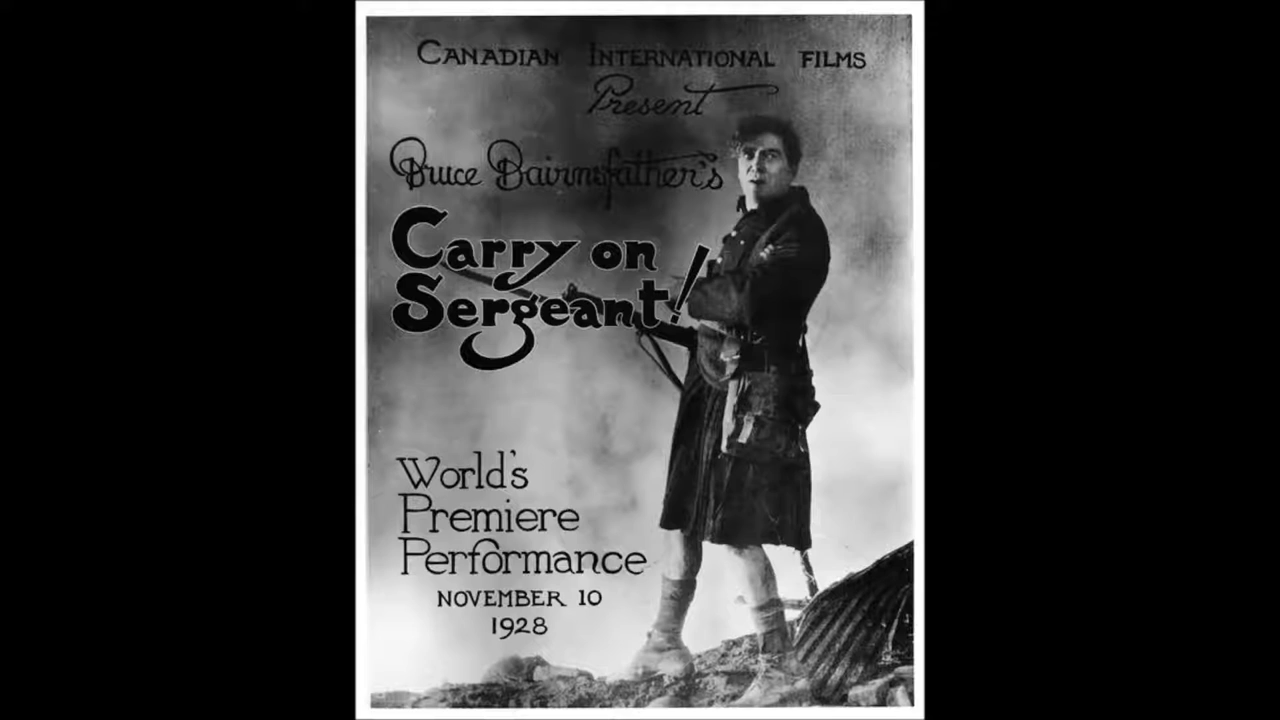 CANADIAN INTERNATIONAL FILMS
Present
Bruce Bairnsfather's
Carry on
Sergeant!
World's
Premiere
Performance
NOVEMBER 10
1928